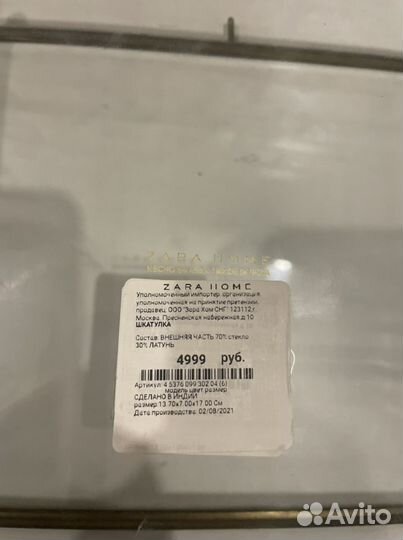 ZARA HOME
ZARA HOME
Уполномоченный импортер, организация,
уполномоченная на принятие претензий,
продавец: ООО "Зара Хом СНГ" 123112,г.
Москва, Пресненская набережная д.10
ШКАТУЛКА
Состав: ВНЕШНЯЯ ЧАСТЬ 70% стекло
30% ЛАТУНЬ
4999 руб.
Артикул: 4 5376 099 302 04 (6)
модель цвет размер
СДЕЛАНО В ИНДИИ
размер:13.70x7.00x17.00 См
Дата производства: 02/08/2021
Avito